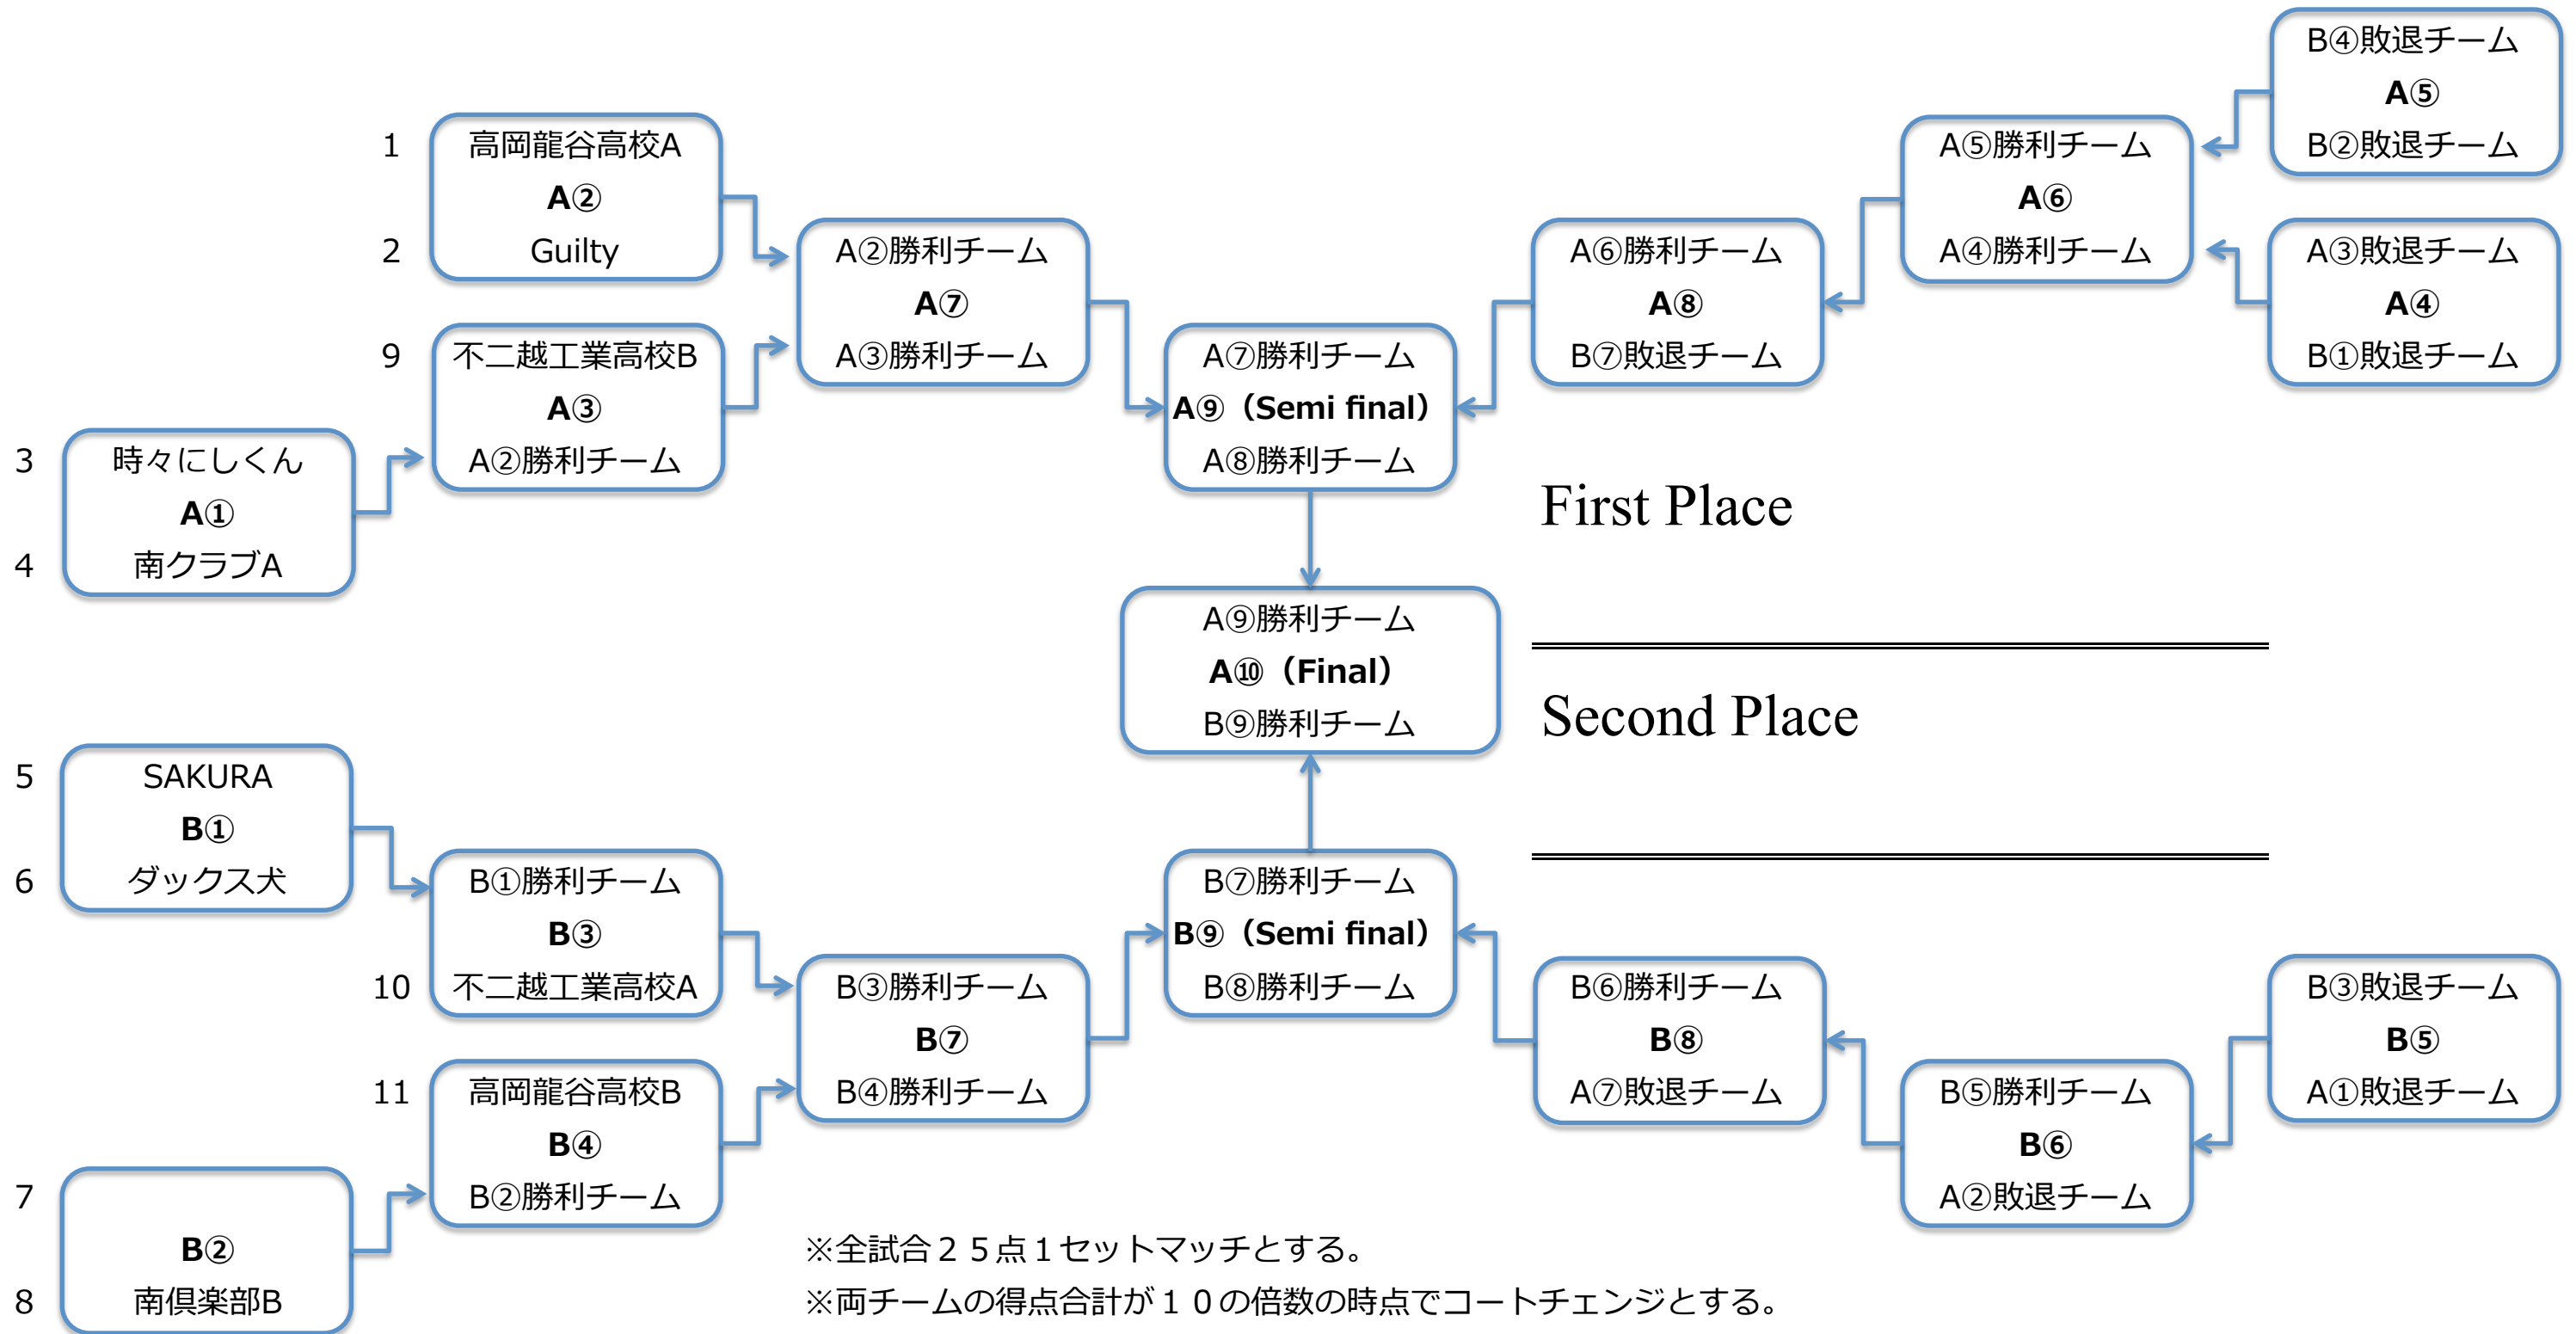 1
高岡龍谷高校A
A②
2
Guilty
9
不二越工業高校B
A③
A②勝利チーム
3
時々にしくん
A①
4
南クラブA
A②勝利チーム
A⑦
A③勝利チーム
A⑦勝利チーム
A⑨（Semi final）
A⑧勝利チーム
A⑥勝利チーム
A⑧
B⑦敗退チーム
A⑤勝利チーム
A⑥
A④勝利チーム
B④敗退チーム
A⑤
B②敗退チーム
A③敗退チーム
A④
B①敗退チーム
First Place
A⑨勝利チーム
A⑩（Final）
B⑨勝利チーム
Second Place
5
SAKURA
B①
6
ダックス犬
B①勝利チーム
B③
10
不二越工業高校A
11
高岡龍谷高校B
B④
B②勝利チーム
7
B②
8
南倶楽部B
B③勝利チーム
B⑦
B④勝利チーム
B⑦勝利チーム
B⑨（Semi final）
B⑧勝利チーム
B⑥勝利チーム
B⑧
A⑦敗退チーム
B⑤勝利チーム
B⑥
A②敗退チーム
B③敗退チーム
B⑤
A①敗退チーム
※全試合２５点１セットマッチとする。
※両チームの得点合計が１０の倍数の時点でコートチェンジとする。